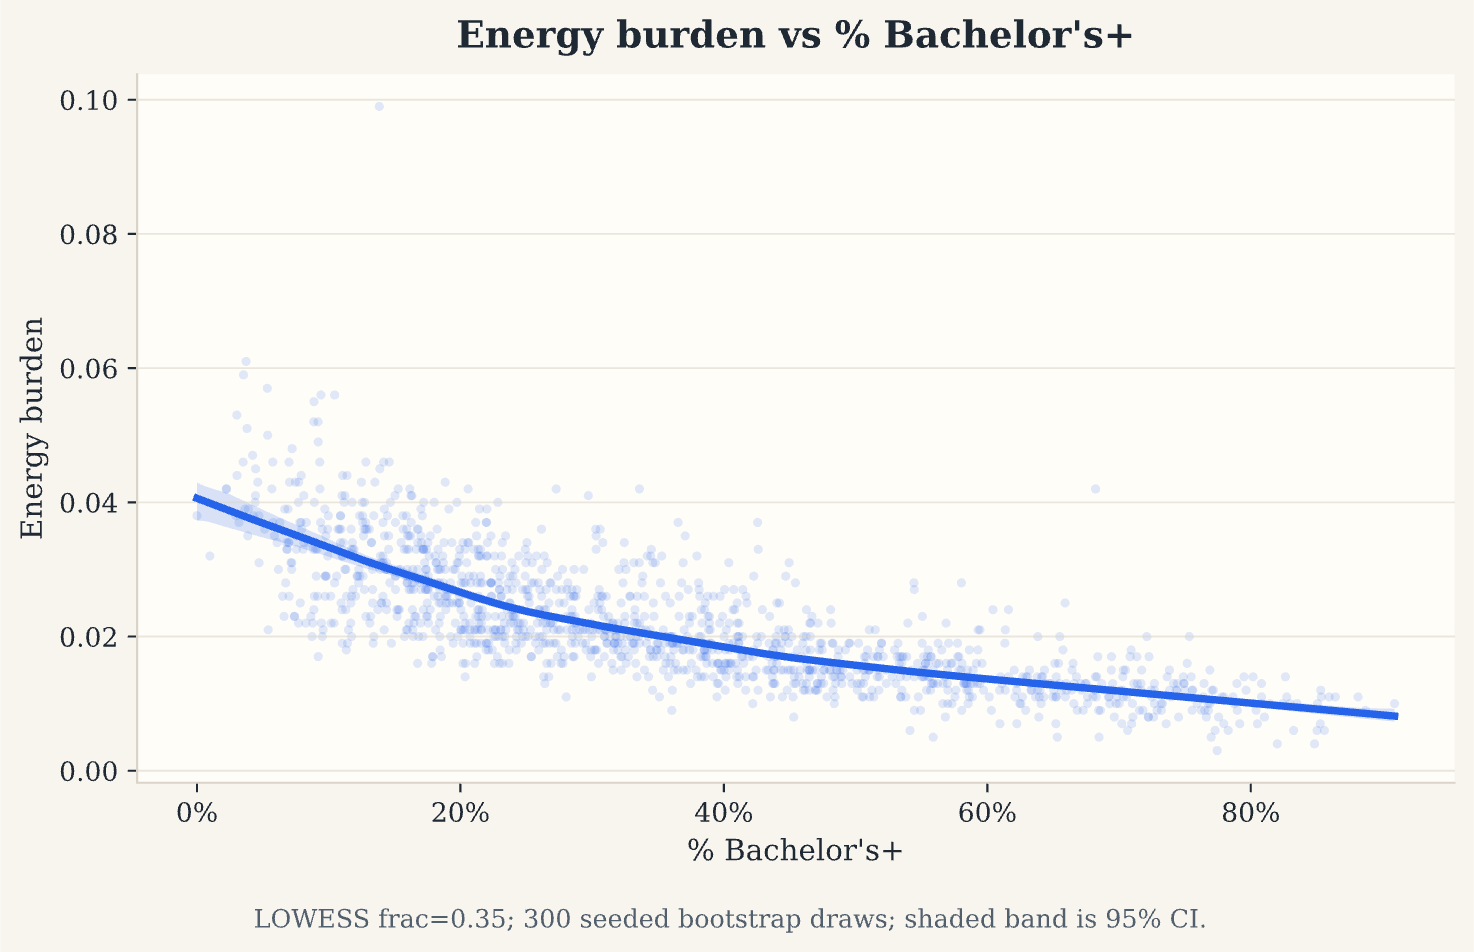 Energy burden vs % Bachelor's+
0.10
0.08
0.06
0.04
0.02
0.00
Energy burden
0%
20%
40%
60%
80%
% Bachelor's+
LOWESS frac=0.35; 300 seeded bootstrap draws; shaded band is 95% CI.